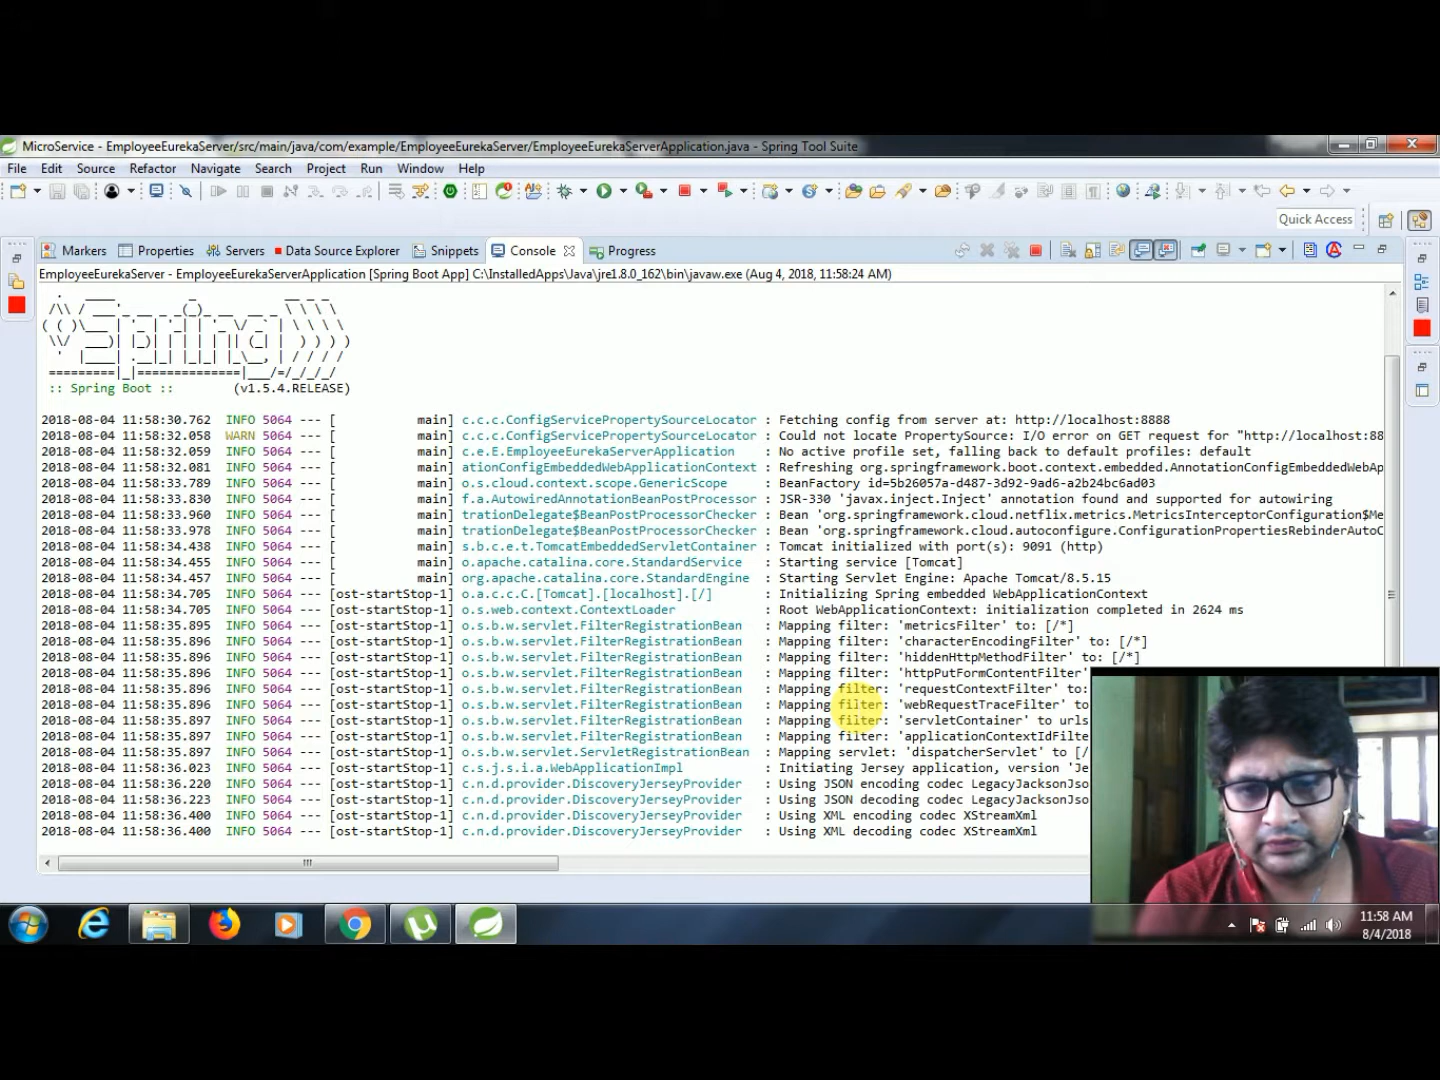 MicroService - EmployeeEurekaServer/src/main/java/com/example/EmployeeEurekaServer/EmployeeEurekaServerApplication.java - Spring Tool Suite
File Edit Source Refactor Navigate Search Project Run Window Help
Quick Access
Markers Properties Servers Data Source Explorer Snippets Console Progress
EmployeeEurekaServer - EmployeeEurekaServerApplication [Spring Boot App] C:\InstalledApps\Java\jre1.8.0_162\bin\javaw.exe (Aug 4, 2018, 11:58:24 AM)
Spring
:: Spring Boot :: (v1.5.4.RELEASE)
2018-08-04 11:58:30.762 INFO 5064 --- [ main] c.c.c.ConfigServicePropertySourceLocator : Fetching config from server at: http://localhost:8888
2018-08-04 11:58:32.058 WARN 5064 --- [ main] c.c.c.ConfigServicePropertySourceLocator : Could not locate PropertySource: I/O error on GET request for "http://localhost:88
2018-08-04 11:58:32.059 INFO 5064 --- [ main] c.e.E.EmployeeEurekaServerApplication : No active profile set, falling back to default profiles: default
2018-08-04 11:58:32.081 INFO 5064 --- [ main] ationConfigEmbeddedWebApplicationContext : Refreshing org.springframework.boot.context.embedded.AnnotationConfigEmbeddedWebAp
2018-08-04 11:58:33.789 INFO 5064 --- [ main] o.s.cloud.context.scope.GenericScope : BeanFactory id=5b26057a-d487-3d92-9ad6-a2b24bc6ad03
2018-08-04 11:58:33.830 INFO 5064 --- [ main] f.a.AutowiredAnnotationBeanPostProcessor : JSR-330 'javax.inject.Inject' annotation found and supported for autowiring
2018-08-04 11:58:33.960 INFO 5064 --- [ main] trationDelegate$BeanPostProcessorChecker : Bean 'org.springframework.cloud.netflix.metrics.MetricsInterceptorConfiguration$Me
2018-08-04 11:58:33.978 INFO 5064 --- [ main] trationDelegate$BeanPostProcessorChecker : Bean 'org.springframework.cloud.autoconfigure.ConfigurationPropertiesRebinderAutoC
2018-08-04 11:58:34.438 INFO 5064 --- [ main] s.b.c.e.t.TomcatEmbeddedServletContainer : Tomcat initialized with port(s): 9091 (http)
2018-08-04 11:58:34.455 INFO 5064 --- [ main] o.apache.catalina.core.StandardService : Starting service [Tomcat]
2018-08-04 11:58:34.457 INFO 5064 --- [ main] org.apache.catalina.core.StandardEngine : Starting Servlet Engine: Apache Tomcat/8.5.15
2018-08-04 11:58:34.705 INFO 5064 --- [ost-startStop-1] o.a.c.c.C.[Tomcat].[localhost].[/] : Initializing Spring embedded WebApplicationContext
2018-08-04 11:58:34.705 INFO 5064 --- [ost-startStop-1] o.s.web.context.ContextLoader : Root WebApplicationContext: initialization completed in 2624 ms
2018-08-04 11:58:35.895 INFO 5064 --- [ost-startStop-1] o.s.b.w.servlet.FilterRegistrationBean : Mapping filter: 'metricsFilter' to: [/*]
2018-08-04 11:58:35.896 INFO 5064 --- [ost-startStop-1] o.s.b.w.servlet.FilterRegistrationBean : Mapping filter: 'characterEncodingFilter' to: [/*]
2018-08-04 11:58:35.896 INFO 5064 --- [ost-startStop-1] o.s.b.w.servlet.FilterRegistrationBean : Mapping filter: 'hiddenHttpMethodFilter' to: [/*]
2018-08-04 11:58:35.896 INFO 5064 --- [ost-startStop-1] o.s.b.w.servlet.FilterRegistrationBean : Mapping filter: 'httpPutFormContentFilter'
2018-08-04 11:58:35.896 INFO 5064 --- [ost-startStop-1] o.s.b.w.servlet.FilterRegistrationBean : Mapping filter: 'requestContextFilter' to:
2018-08-04 11:58:35.896 INFO 5064 --- [ost-startStop-1] o.s.b.w.servlet.FilterRegistrationBean : Mapping filter: 'webRequestTraceFilter' to
2018-08-04 11:58:35.897 INFO 5064 --- [ost-startStop-1] o.s.b.w.servlet.FilterRegistrationBean : Mapping filter: 'servletContainer' to urls
2018-08-04 11:58:35.897 INFO 5064 --- [ost-startStop-1] o.s.b.w.servlet.FilterRegistrationBean : Mapping filter: 'applicationContextIdFilte
2018-08-04 11:58:35.897 INFO 5064 --- [ost-startStop-1] o.s.b.w.servlet.ServletRegistrationBean : Mapping servlet: 'dispatcherServlet' to [/
2018-08-04 11:58:36.023 INFO 5064 --- [ost-startStop-1] c.s.j.s.i.a.WebApplicationImpl : Initiating Jersey application, version 'Je
2018-08-04 11:58:36.220 INFO 5064 --- [ost-startStop-1] c.n.d.provider.DiscoveryJerseyProvider : Using JSON encoding codec LegacyJacksonJso
2018-08-04 11:58:36.223 INFO 5064 --- [ost-startStop-1] c.n.d.provider.DiscoveryJerseyProvider : Using JSON decoding codec LegacyJacksonJso
2018-08-04 11:58:36.400 INFO 5064 --- [ost-startStop-1] c.n.d.provider.DiscoveryJerseyProvider : Using XML encoding codec XStreamXml
2018-08-04 11:58:36.400 INFO 5064 --- [ost-startStop-1] c.n.d.provider.DiscoveryJerseyProvider : Using XML decoding codec XStreamXml
11:58 AM
8/4/2018